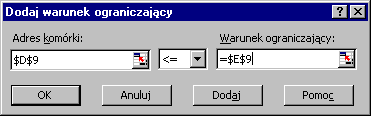 Dodaj warunek ograniczający
Adres komórki: Warunek ograniczający:
$D$9 <= =$E$9
OK Anuluj Dodaj Pomoc